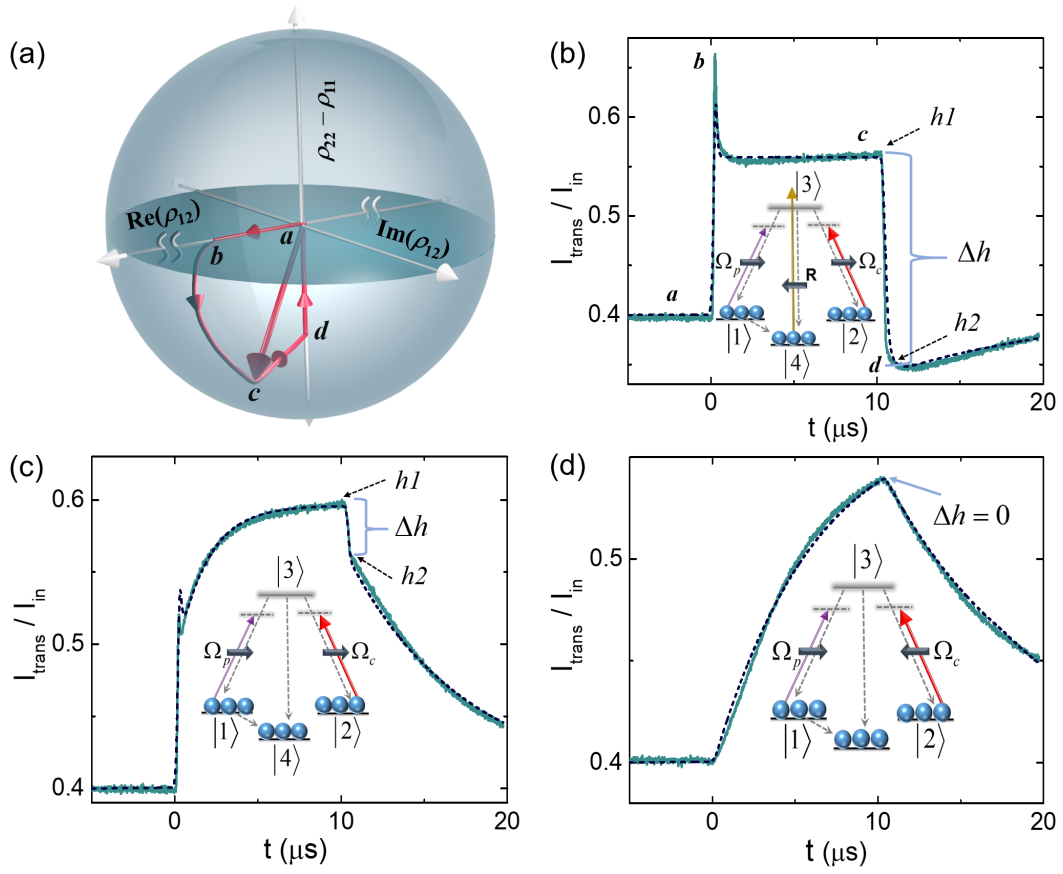 (a)
ρ22 – ρ11
Re(ρ12)
Im(ρ12)
a
b
c
d
(b)
b
0.6
0.5
0.4
Itrans / Iin
a
c
h1
Δh
h2
d
|3⟩
Ωp
R
Ωc
|1⟩
|4⟩
|2⟩
0
10
20
t (μs)
(c)
0.6
0.5
0.4
Itrans / Iin
h1
Δh
h2
|3⟩
Ωp
Ωc
|1⟩
|4⟩
|2⟩
0
10
20
t (μs)
(d)
0.5
0.4
Itrans / Iin
Δh = 0
|3⟩
Ωp
Ωc
|1⟩
|4⟩
|2⟩
0
10
20
t (μs)